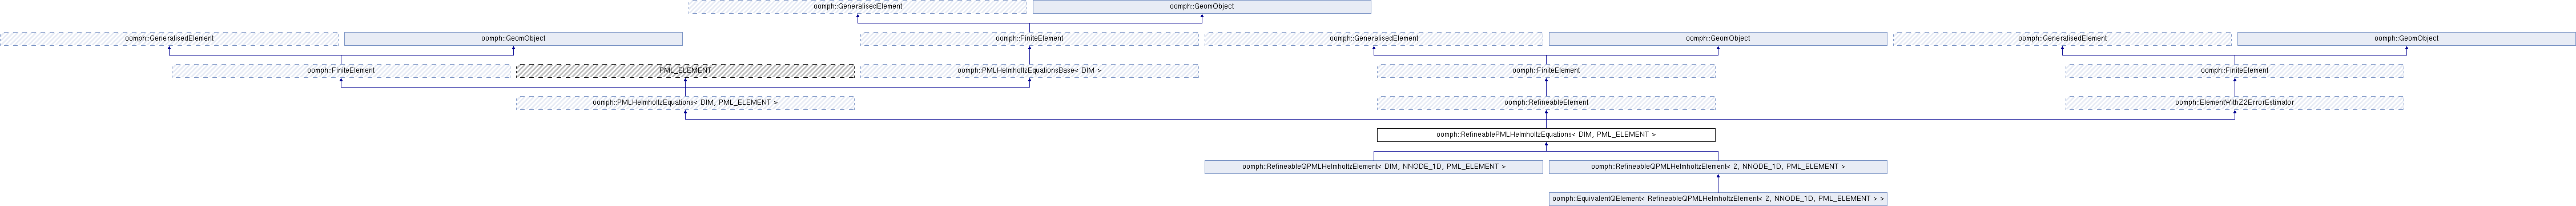 oomph::GeneralisedElement
oomph::GeomObject
oomph::GeneralisedElement
oomph::GeomObject
oomph::FiniteElement
oomph::GeneralisedElement
oomph::GeomObject
oomph::GeneralisedElement
oomph::GeomObject
oomph::FiniteElement
PML_ELEMENT
oomph::PMLHelmholtzEquationsBase< DIM >
oomph::FiniteElement
oomph::FiniteElement
oomph::PMLHelmholtzEquations< DIM, PML_ELEMENT >
oomph::RefineableElement
oomph::ElementWithZ2ErrorEstimator
oomph::RefineablePMLHelmholtzEquations< DIM, PML_ELEMENT >
oomph::RefineableQPMLHelmholtzElement< DIM, NNODE_1D, PML_ELEMENT >
oomph::RefineableQPMLHelmholtzElement< 2, NNODE_1D, PML_ELEMENT >
oomph::EquivalentQElement< RefineableQPMLHelmholtzElement< 2, NNODE_1D, PML_ELEMENT > >